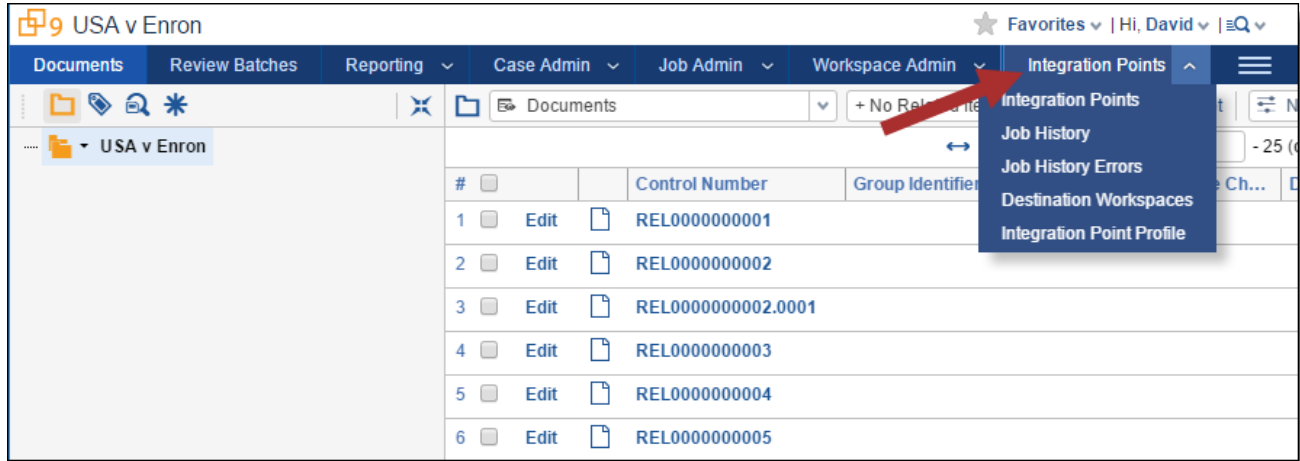 9 USA v Enron
Favorites | Hi, David |
Documents Review Batches Reporting Case Admin Job Admin Workspace Admin Integration Points
Documents + No Rel t N
USA v Enron
- 25 (
# Control Number Group Identifier Ch... D
1 Edit REL0000000001
2 Edit REL0000000002
3 Edit REL0000000002.0001
4 Edit REL0000000003
5 Edit REL0000000004
6 Edit REL0000000005
Integration Points
Job History
Job History Errors
Destination Workspaces
Integration Point Profile